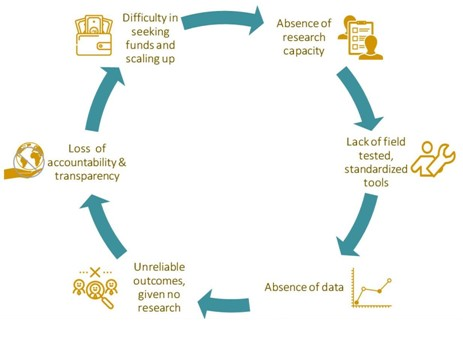 Difficulty in
seeking
funds and
scaling up
Absence of
research
capacity
Lack of field
tested,
standardized
tools
Absence of data
Unreliable
outcomes,
given no
research
Loss of
accountability &
transparency